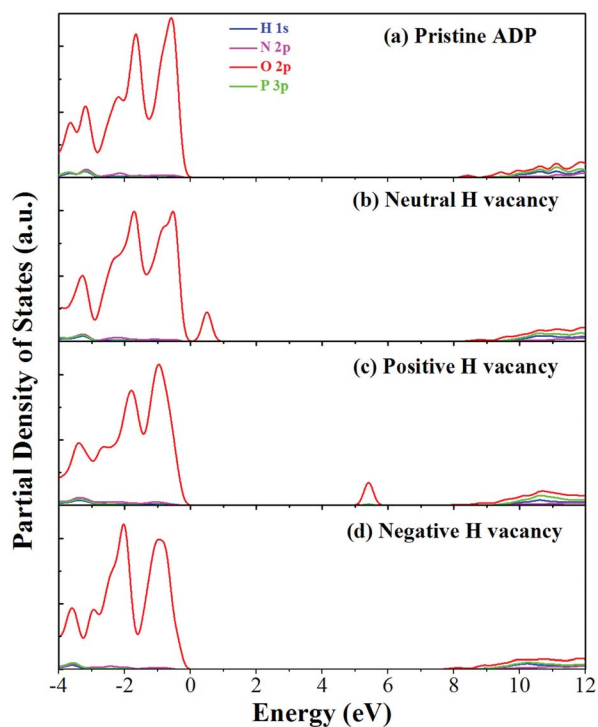 H 1s
N 2p
O 2p
P 3p
(a) Pristine ADP
(b) Neutral H vacancy
(c) Positive H vacancy
(d) Negative H vacancy
Partial Density of States (a.u.)
-4 -2 0 2 4 6 8 10 12
Energy (eV)